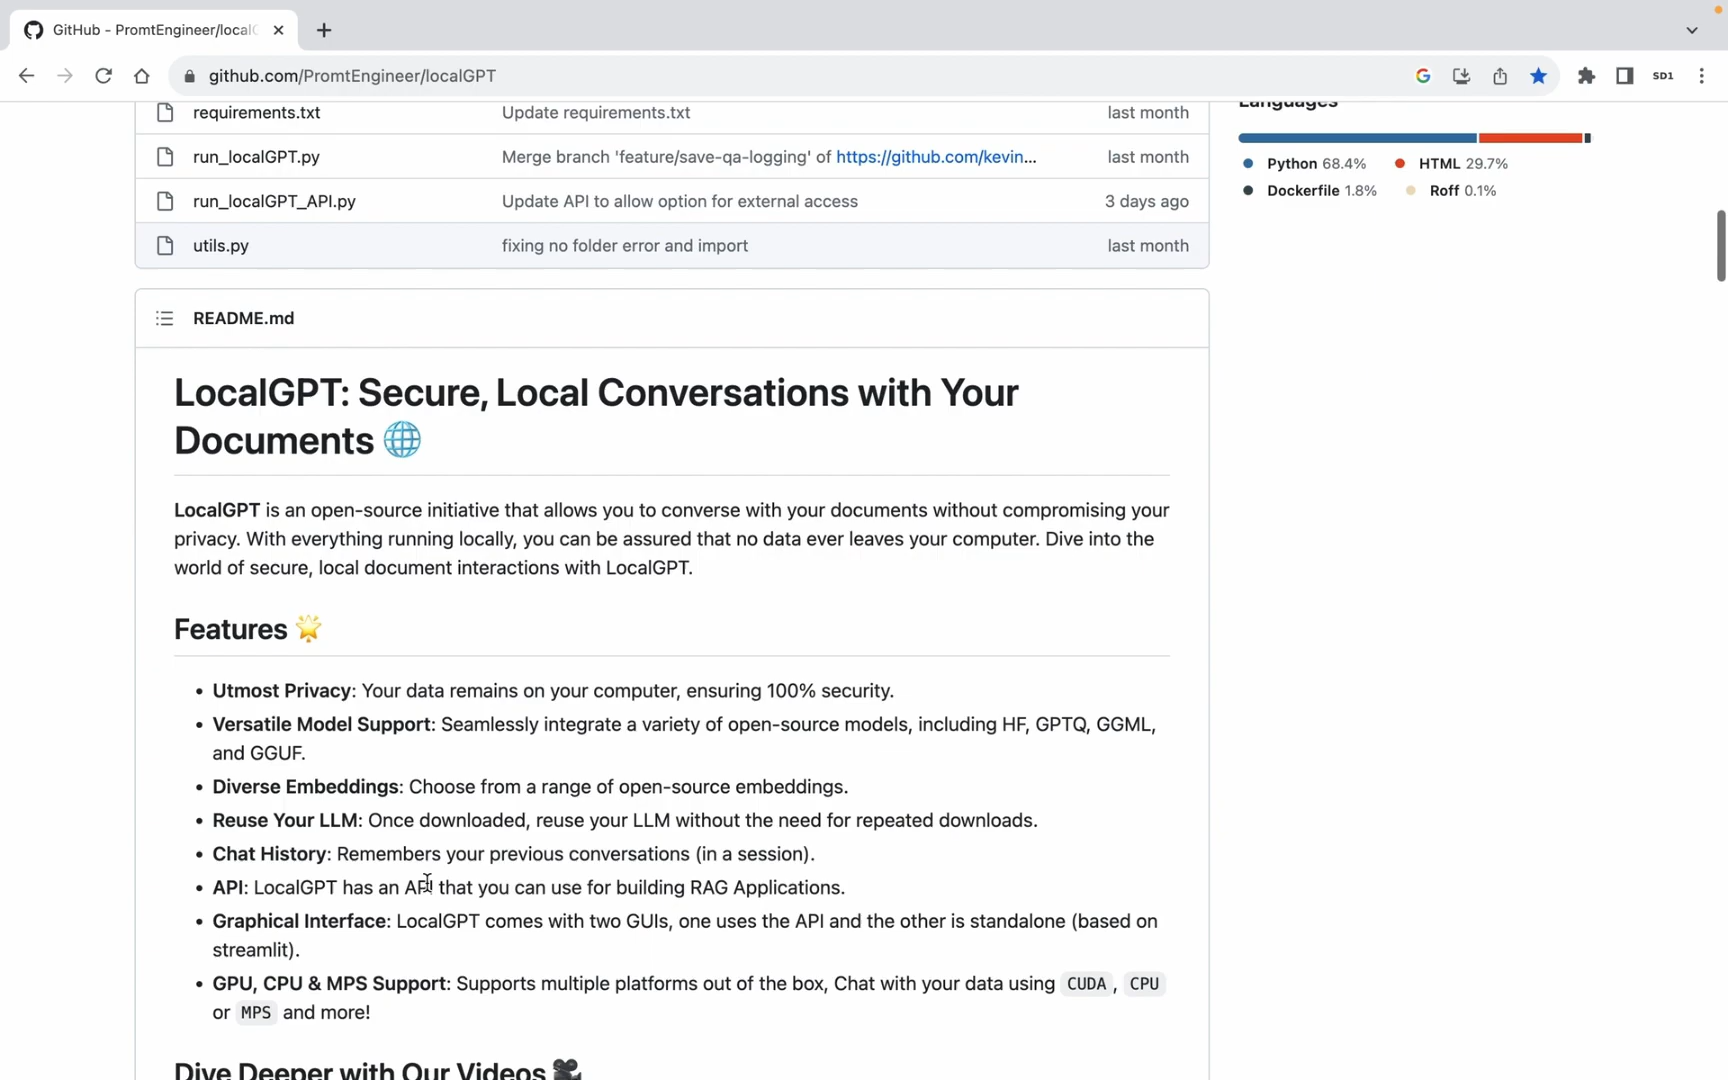 GitHub - PromtEngineer/local
github.com/PromtEngineer/localGPT
SD1
requirements.txt Update requirements.txt last month
run_localGPT.py Merge branch 'feature/save-qa-logging' of https://github.com/kevin... last month
run_localGPT_API.py Update API to allow option for external access 3 days ago
utils.py fixing no folder error and import last month
Languages
Python 68.4% HTML 29.7%
Dockerfile 1.8% Roff 0.1%
README.md
LocalGPT: Secure, Local Conversations with Your
Documents 🌐
LocalGPT is an open-source initiative that allows you to converse with your documents without compromising your
privacy. With everything running locally, you can be assured that no data ever leaves your computer. Dive into the
world of secure, local document interactions with LocalGPT.
Features 🌟
• Utmost Privacy: Your data remains on your computer, ensuring 100% security.
• Versatile Model Support: Seamlessly integrate a variety of open-source models, including HF, GPTQ, GGML,
and GGUF.
• Diverse Embeddings: Choose from a range of open-source embeddings.
• Reuse Your LLM: Once downloaded, reuse your LLM without the need for repeated downloads.
• Chat History: Remembers your previous conversations (in a session).
• API: LocalGPT has an API that you can use for building RAG Applications.
• Graphical Interface: LocalGPT comes with two GUIs, one uses the API and the other is standalone (based on
streamlit).
• GPU, CPU & MPS Support: Supports multiple platforms out of the box, Chat with your data using CUDA, CPU
or MPS and more!
Dive Deeper with Our Videos 🎥